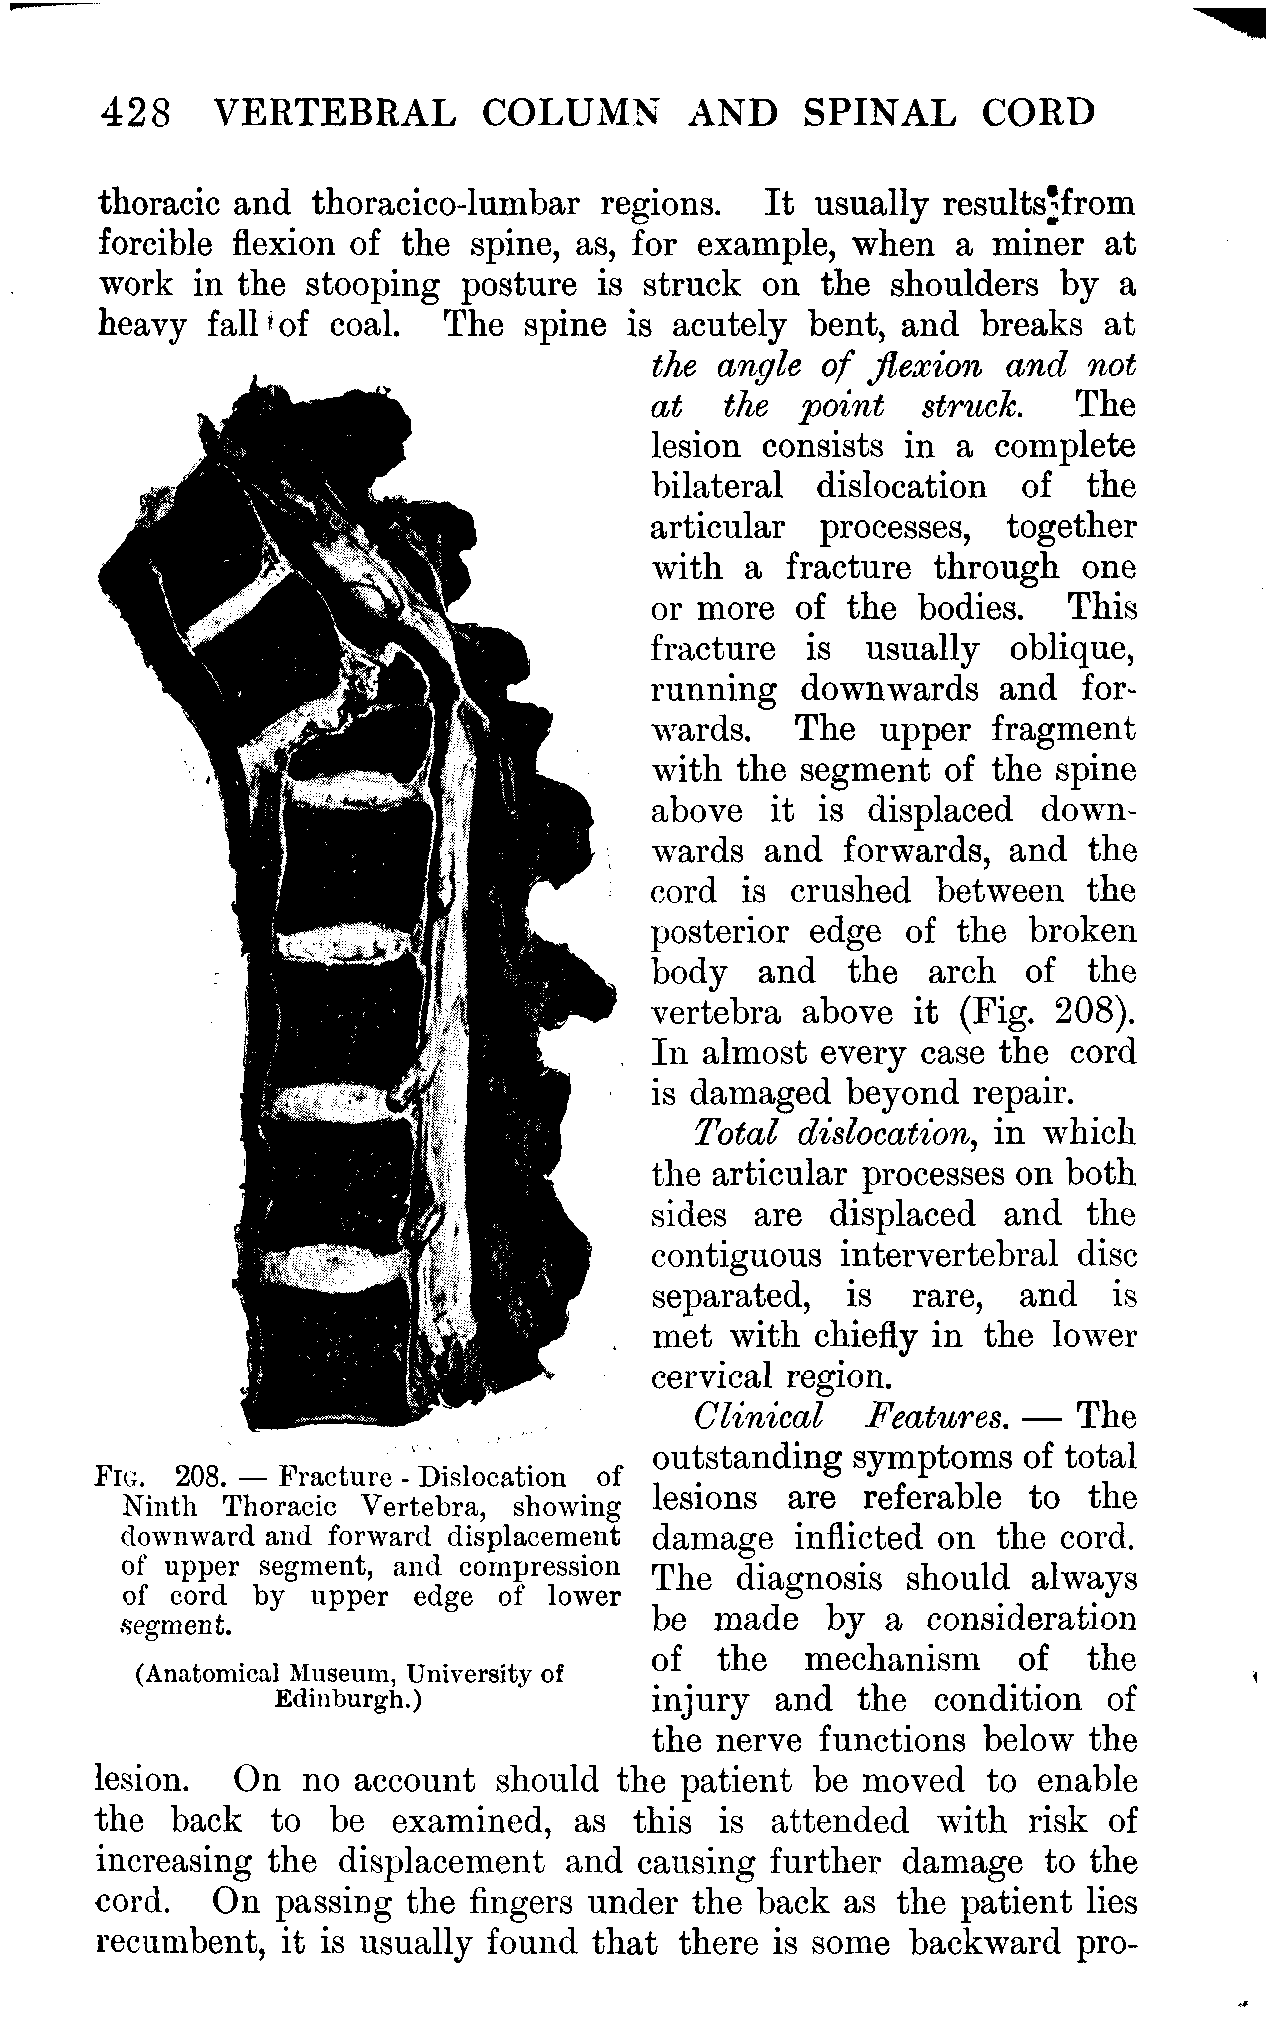 428 VERTEBRAL COLUMN AND SPINAL CORD
thoracic and thoracico-lumbar regions. It usually results from
forcible flexion of the spine, as, for example, when a miner at
work in the stooping posture is struck on the shoulders by a
heavy fall of coal. The spine is acutely bent, and breaks at
the angle of flexion and not
at the point struck. The
lesion consists in a complete
bilateral dislocation of the
articular processes, together
with a fracture through one
or more of the bodies. This
fracture is usually oblique,
running downwards and for-
wards. The upper fragment
with the segment of the spine
above it is displaced down-
wards and forwards, and the
cord is crushed between the
posterior edge of the broken
body and the arch of the
vertebra above it (Fig. 208).
In almost every case the cord
is damaged beyond repair.
Total dislocation, in which
the articular processes on both
sides are displaced and the
contiguous intervertebral disc
separated, is rare, and is
met with chiefly in the lower
cervical region.
Clinical Features. — The
outstanding symptoms of total
lesions are referable to the
damage inflicted on the cord.
The diagnosis should always
be made by a consideration
of the mechanism of the
injury and the condition of
the nerve functions below the
FIG. 208. — Fracture - Dislocation of
Ninth Thoracic Vertebra, showing
downward and forward displacement
of upper segment, and compression
of cord by upper edge of lower
segment.
(Anatomical Museum, University of
Edinburgh.)
lesion. On no account should the patient be moved to enable
the back to be examined, as this is attended with risk of
increasing the displacement and causing further damage to the
cord. On passing the fingers under the back as the patient lies
recumbent, it is usually found that there is some backward pro-